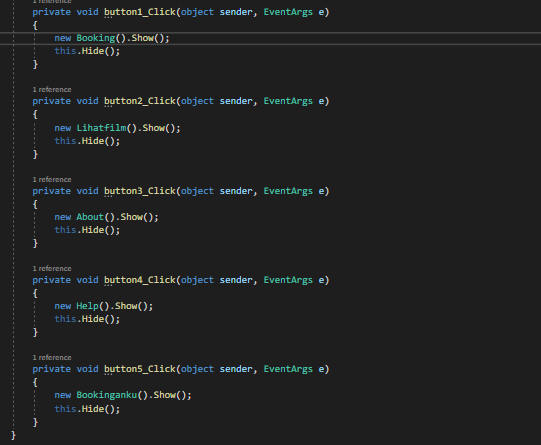 1 reference
private void button1_Click(object sender, EventArgs e)
{
new Booking().Show();
this.Hide();
}
1 reference
private void button2_Click(object sender, EventArgs e)
{
new Lihatfilm().Show();
this.Hide();
}
1 reference
private void button3_Click(object sender, EventArgs e)
{
new About().Show();
this.Hide();
}
1 reference
private void button4_Click(object sender, EventArgs e)
{
new Help().Show();
this.Hide();
}
1 reference
private void button5_Click(object sender, EventArgs e)
{
new Bookinganku().Show();
this.Hide();
}
}